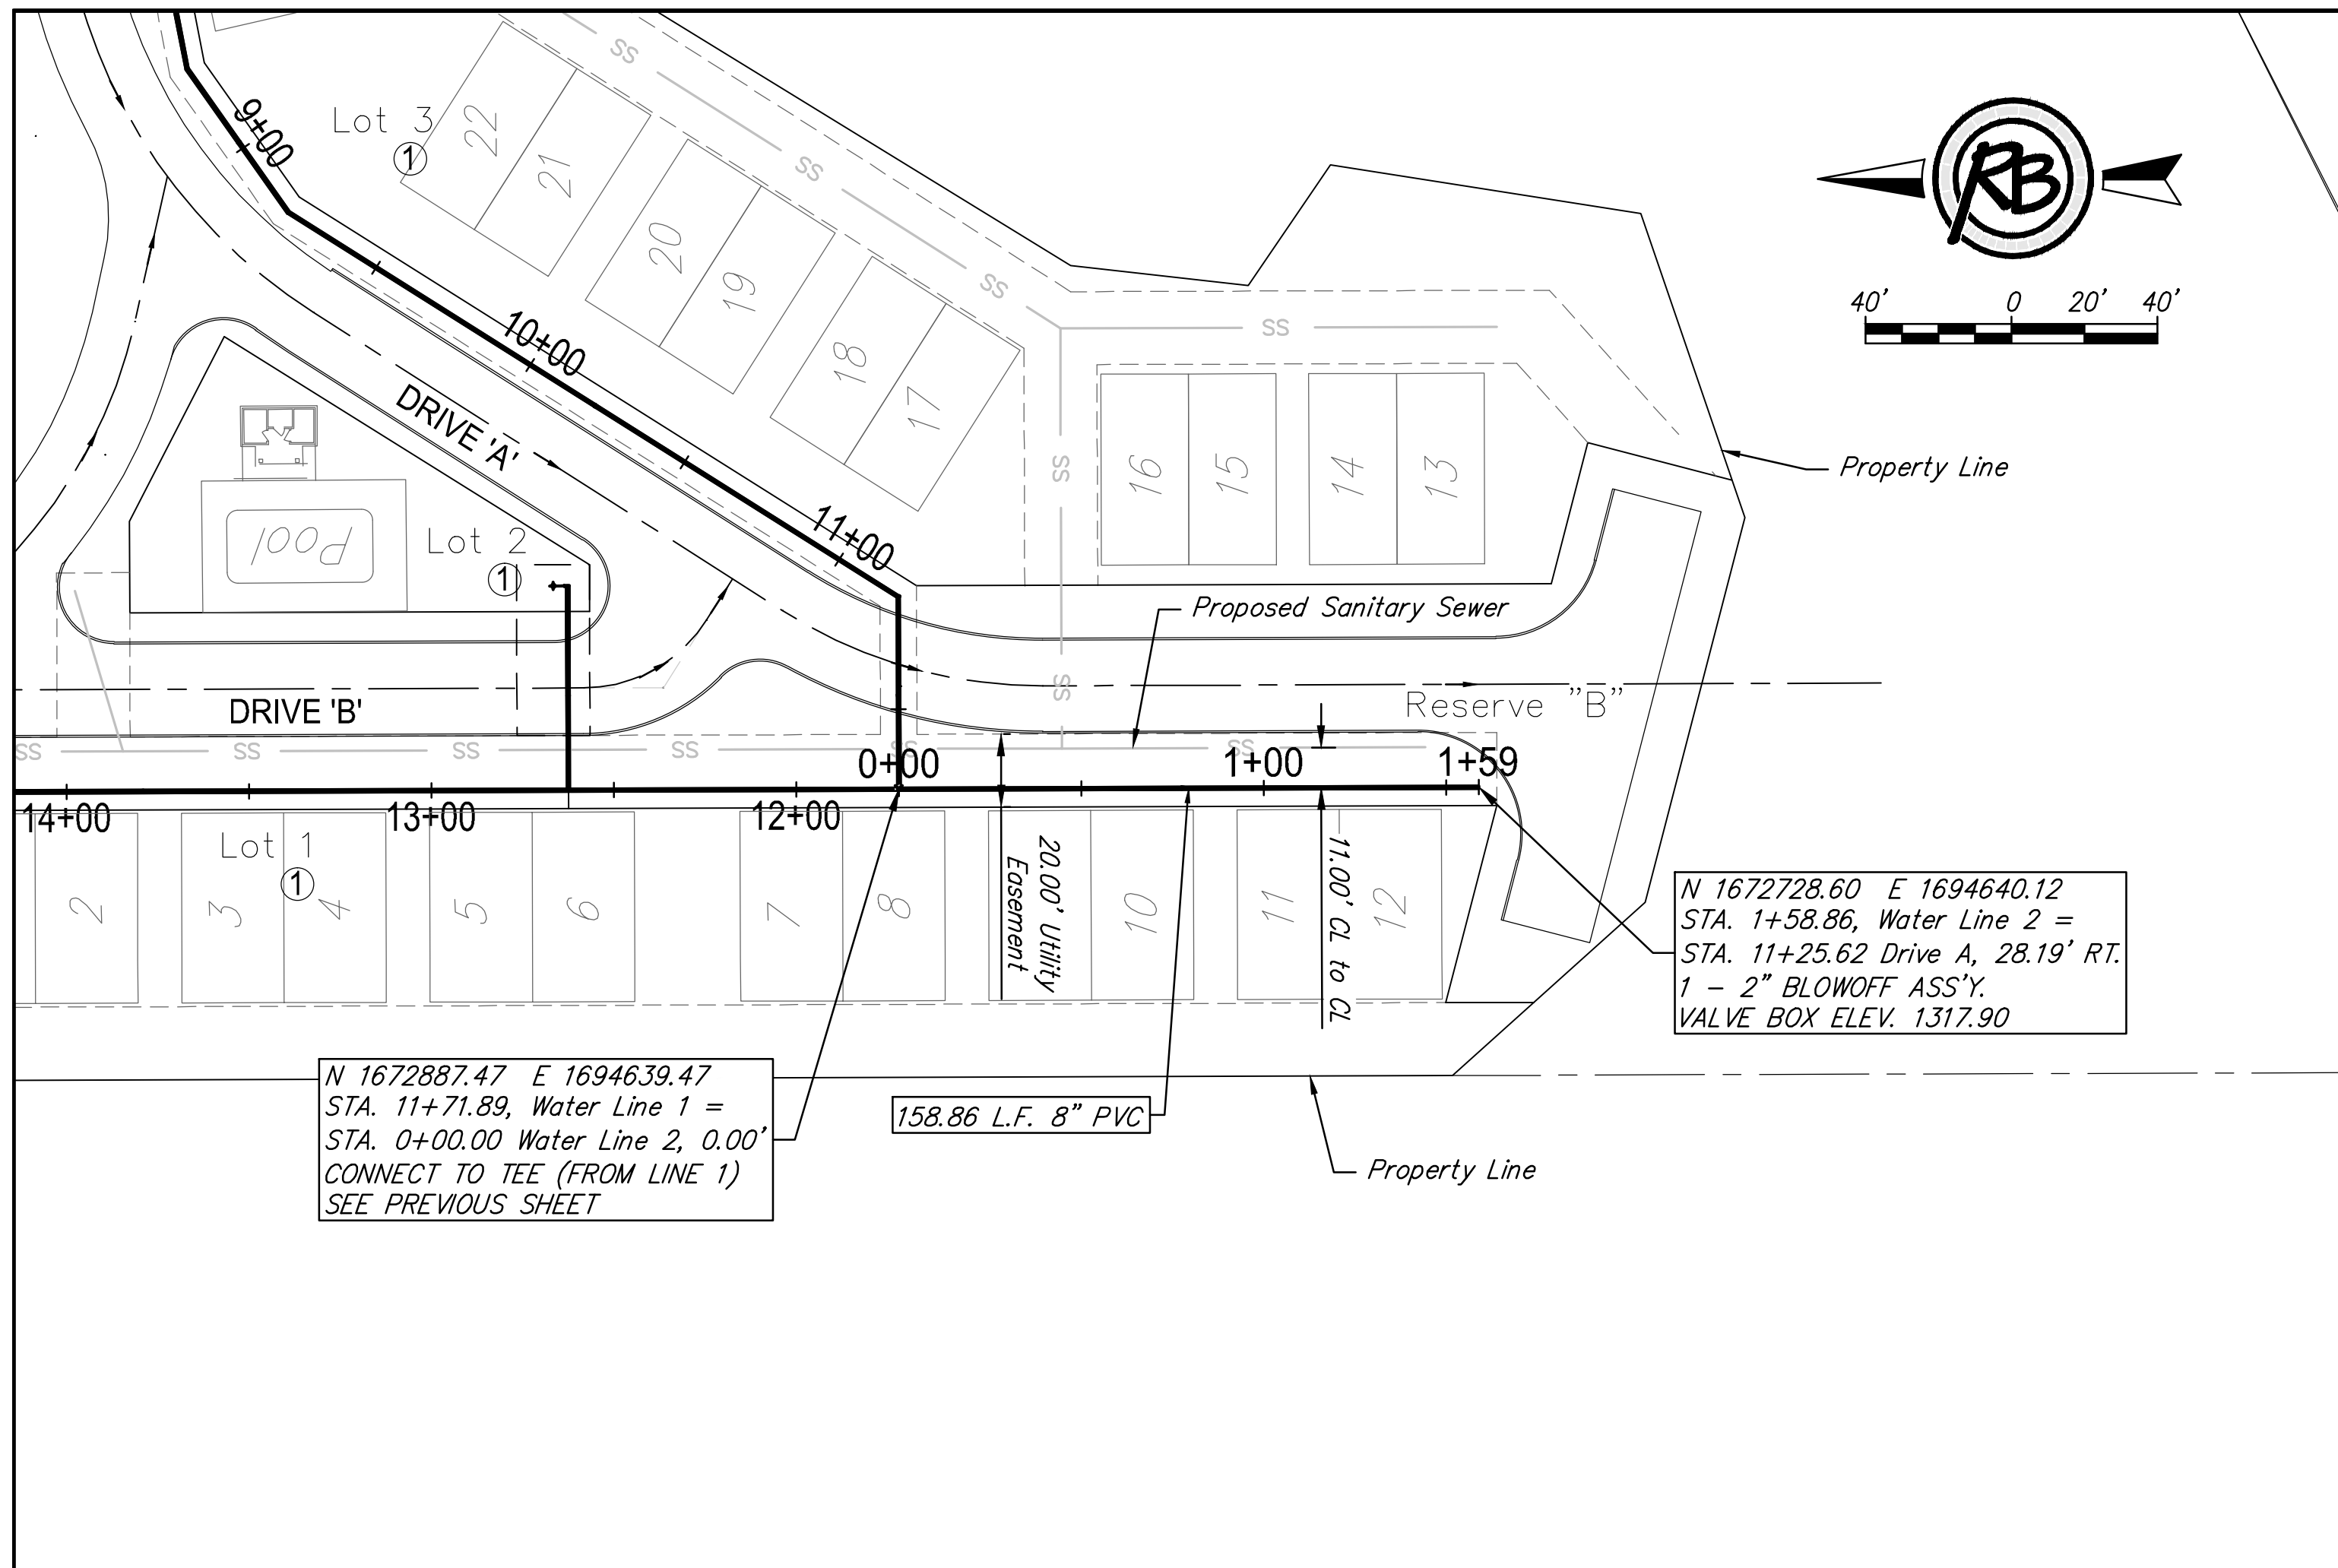 SS
9+00
Lot 3
1
22
21
SS
RB
40' 0 20' 40'
20
19
SS
SS
10+00
18
17
DRIVE 'A'
16
15
14
13
SS
Property Line
11+00
Pool
Lot 2
1
Proposed Sanitary Sewer
SS
Reserve "B"
DRIVE 'B'
SS
SS
SS
SS
SS
SS
0+00
1+00
1+59
14+00
13+00
12+00
Lot 1
1
2
3
4
5
6
7
8
10
11
12
20.00' Utility
Easement
11.00' CL to CL
N 1672728.60 E 1694640.12
STA. 1+58.86, Water Line 2 =
STA. 11+25.62 Drive A, 28.19' RT.
1 - 2" BLOWOFF ASS'Y.
VALVE BOX ELEV. 1317.90
N 1672887.47 E 1694639.47
STA. 11+71.89, Water Line 1 =
STA. 0+00.00 Water Line 2, 0.00'
CONNECT TO TEE (FROM LINE 1)
SEE PREVIOUS SHEET
158.86 L.F. 8" PVC
Property Line